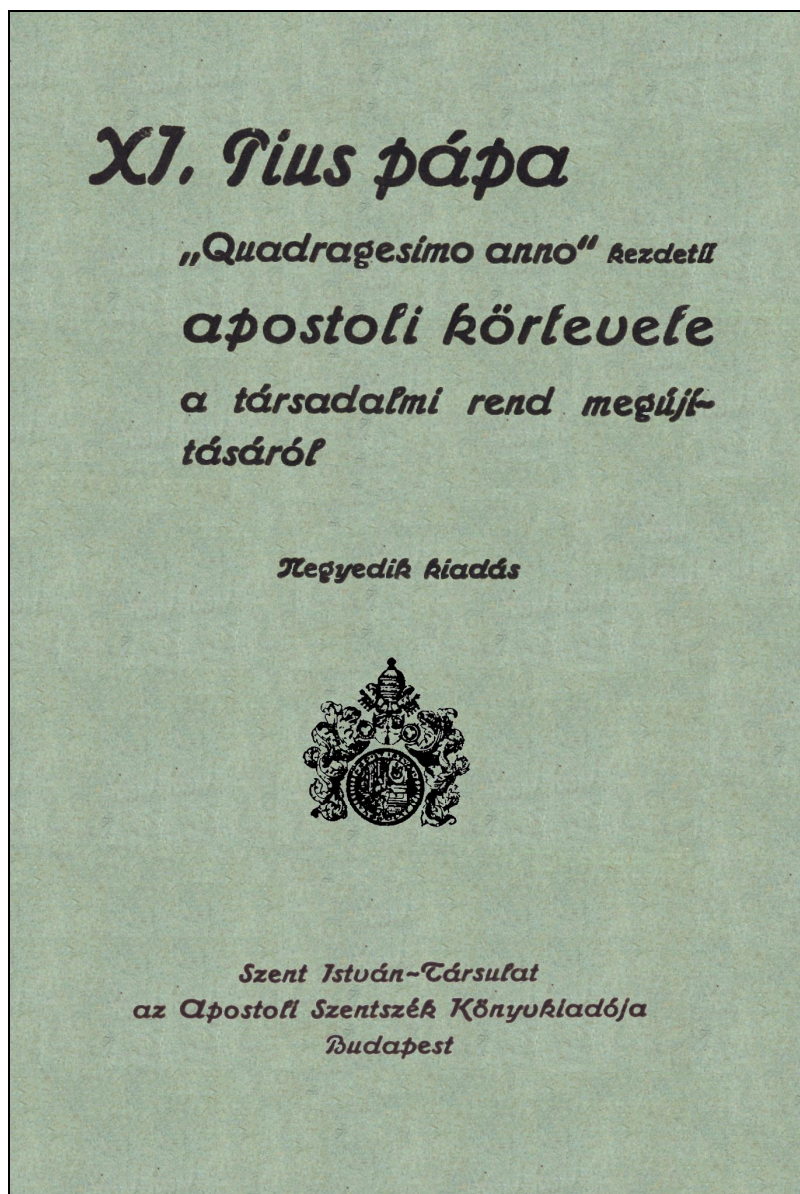 XI. Pius pápa
„Quadragesimo anno“ kezdetű
apostoli körlevele
a társadalmi rend megújí-
tásáról
Negyedik kiadás
Szent István-Társulat
az Apostoli Szentszék Könyvkiadója
Budapest